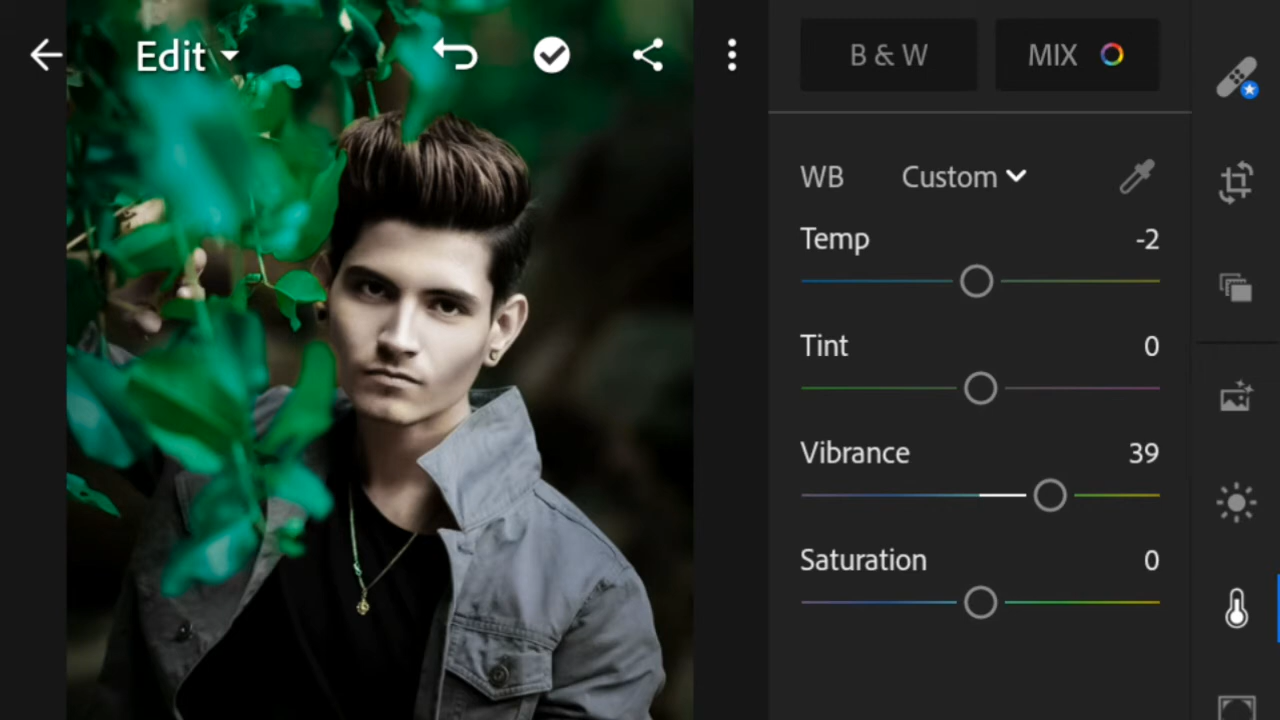 Edit
B & W
MIX
WB Custom
Temp -2
Tint 0
Vibrance 39
Saturation 0